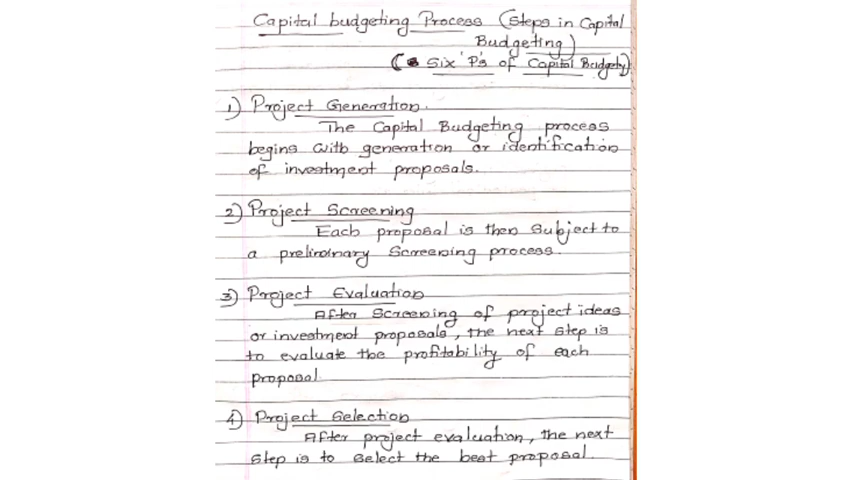 Capital budgeting Process (Steps in Capital
Budgeting)
(Six 'P's of Capital Budgety)
1) Project Generation.
The Capital Budgeting process
begins with generation or identification
of investment proposals.
2) Project Screening
Each proposal is then subject to
a preliminary Screening process.
3) Project Evaluation
After Screening of project ideas
or investment proposals, the next step is
to evaluate the profitability of each
proposal
4) Project Selection
After project evaluation, the next
step is to select the best proposal.